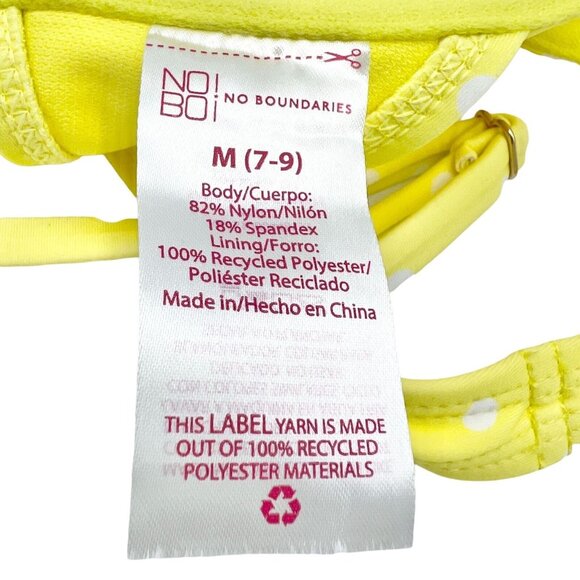 NO!
BO¡ NO BOUNDARIES
M (7-9)
Body/Cuerpo:
82% Nylon/Nilón
18% Spandex
Lining/Forro:
100% Recycled Polyester/
Poliéster Reciclado
Made in/Hecho en China
THIS LABEL YARN IS MADE
OUT OF 100% RECYCLED
POLYESTER MATERIALS